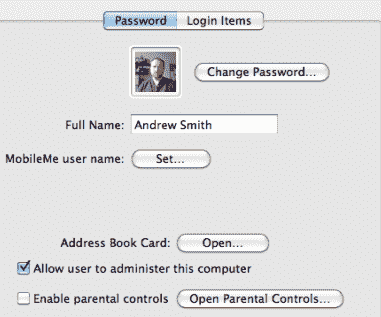 Password Login Items
Change Password...
Full Name: Andrew Smith
MobileMe user name: Set...
Address Book Card: Open...
Allow user to administer this computer
Enable parental controls Open Parental Controls...